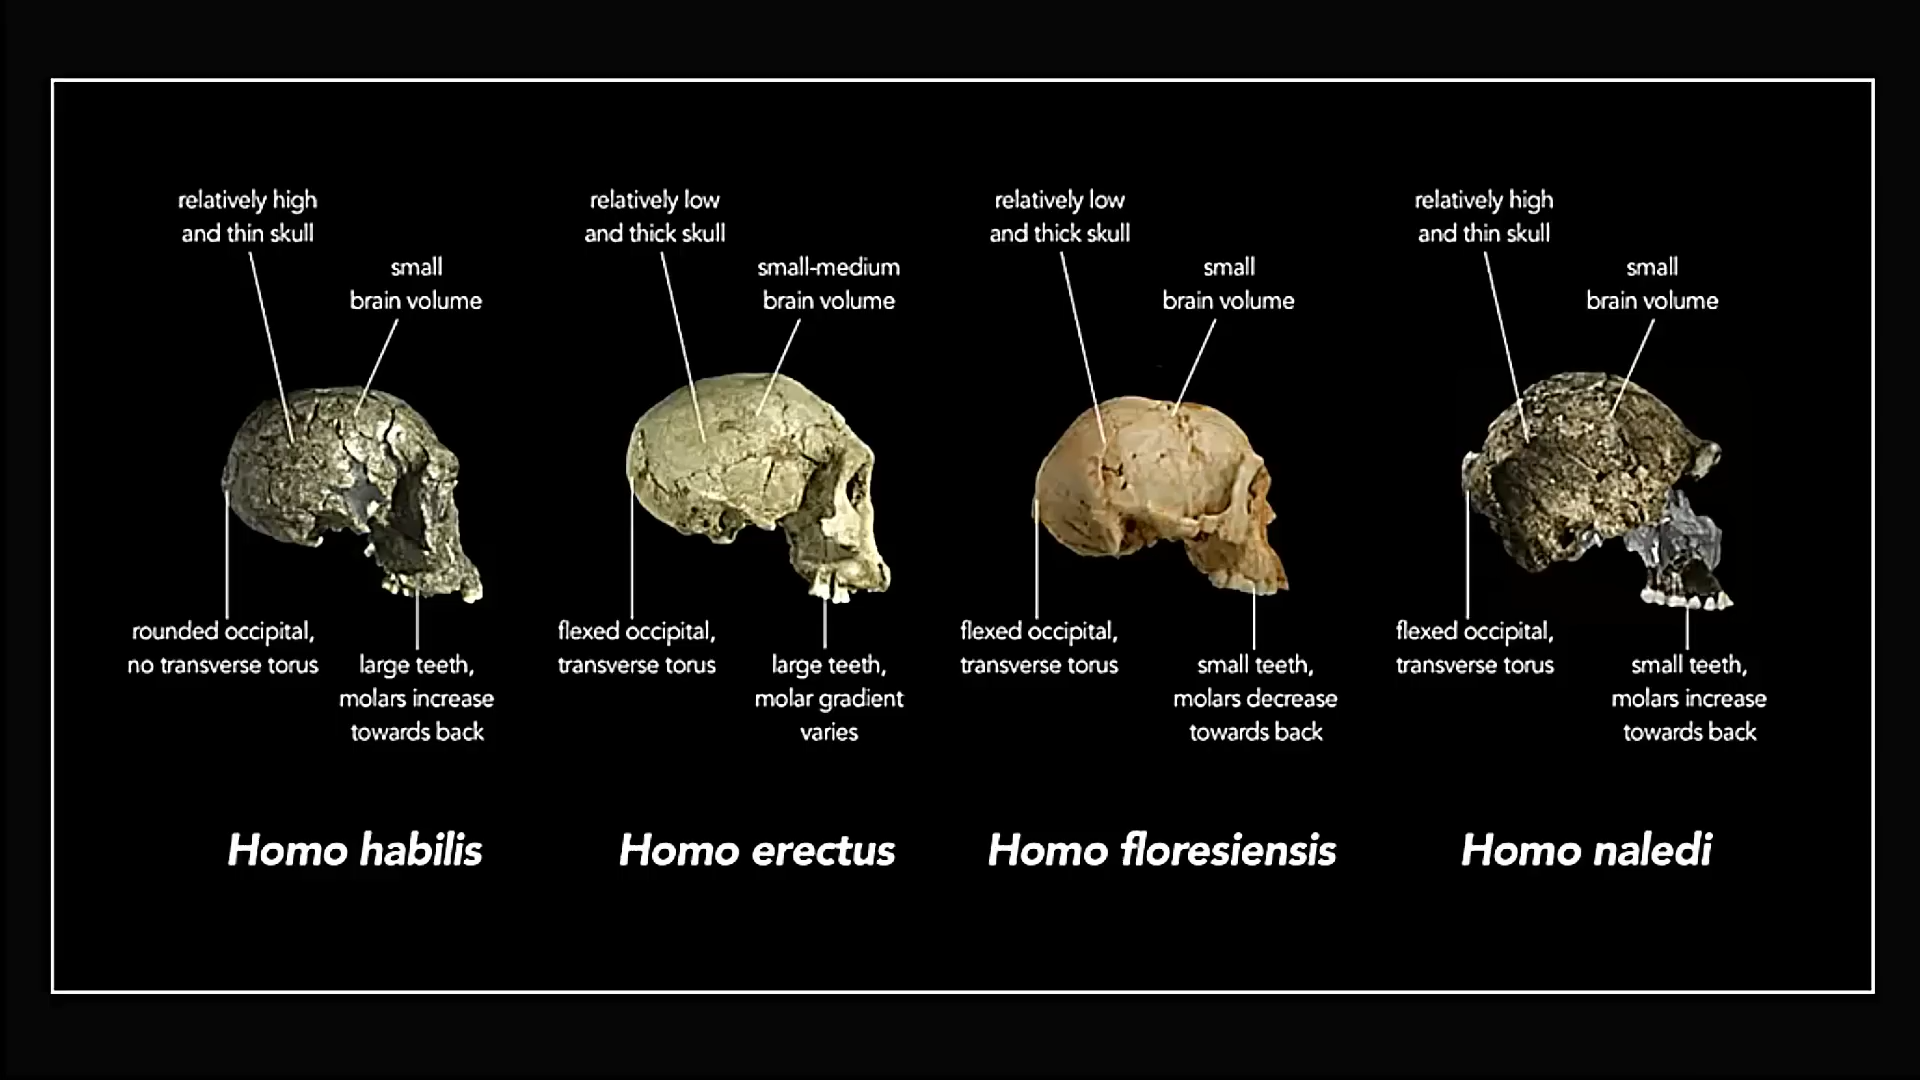 relatively high
and thin skull
small
brain volume
rounded occipital,
no transverse torus
large teeth,
molars increase
towards back
Homo habilis
relatively low
and thick skull
small-medium
brain volume
flexed occipital,
transverse torus
large teeth,
molar gradient
varies
Homo erectus
relatively low
and thick skull
small
brain volume
flexed occipital,
transverse torus
small teeth,
molars decrease
towards back
Homo floresiensis
relatively high
and thin skull
small
brain volume
flexed occipital,
transverse torus
small teeth,
molars increase
towards back
Homo naledi